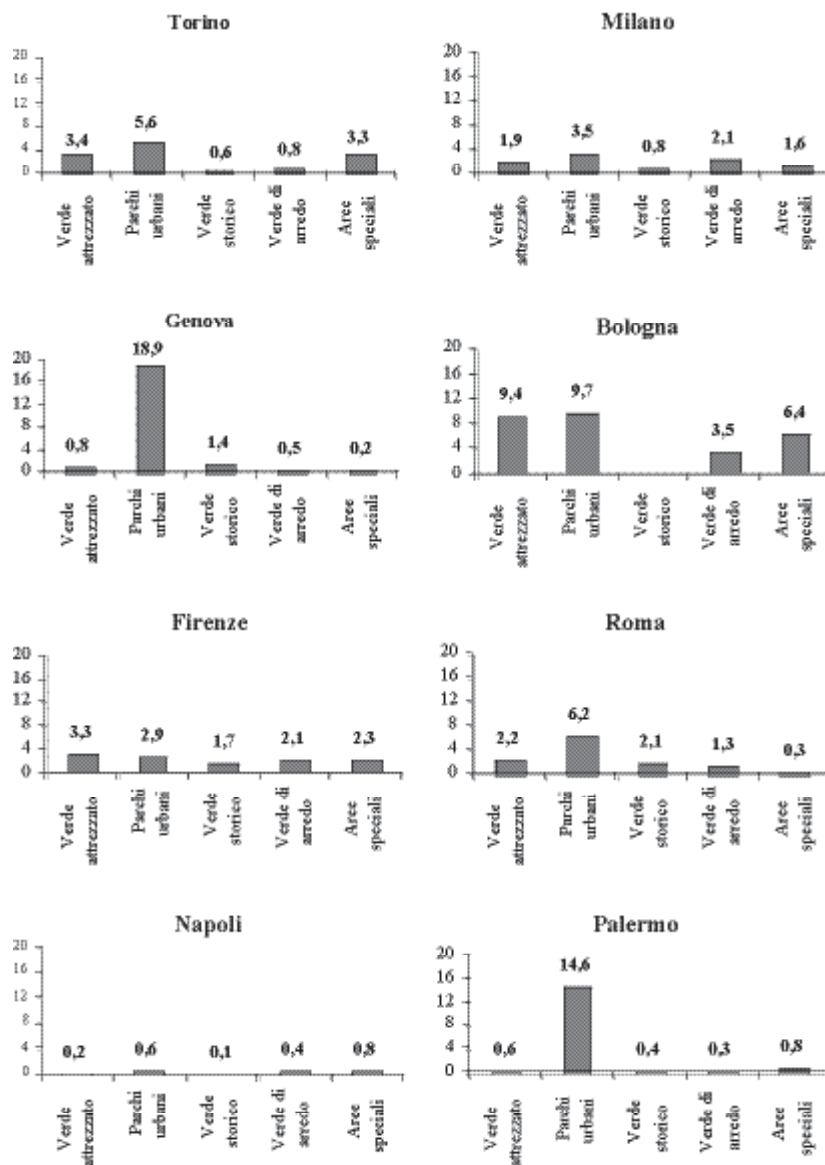 Torino
20
16
12
8
4
0
3,4
5,6
0,6
0,8
3,3
Verde
attrezzato
Parchi
urbani
Verde
storico
Verde di
arredo
Aree
speciali
Milano
20
16
12
8
4
0
1,9
3,5
0,8
2,1
1,6
Verde
attrezzato
Parchi
urbani
Verde
storico
Verde di
arredo
Aree
speciali
Genova
20
16
12
8
4
0
0,8
18,9
1,4
0,5
0,2
Verde
attrezzato
Parchi
urbani
Verde
storico
Verde di
arredo
Aree
speciali
Bologna
20
16
12
8
4
0
9,4
9,7
3,5
6,4
Verde
attrezzato
Parchi
urbani
Verde
storico
Verde di
arredo
Aree
speciali
Firenze
20
16
12
8
4
0
3,3
2,9
1,7
2,1
2,3
Verde
attrezzato
Parchi
urbani
Verde
storico
Verde di
arredo
Aree
speciali
Roma
20
16
12
8
4
0
2,2
6,2
2,1
1,3
0,3
Verde
attrezzato
Parchi
urbani
Verde
storico
Verde di
arredo
Aree
speciali
Napoli
20
16
12
8
4
0
0,2
0,6
0,1
0,4
0,8
Verde
attrezzato
Parchi
urbani
Verde
storico
Verde di
arredo
Aree
speciali
Palermo
20
16
12
8
4
0
0,6
14,6
0,4
0,3
0,8
Verde
attrezzato
Parchi
urbani
Verde
storico
Verde di
arredo
Aree
speciali